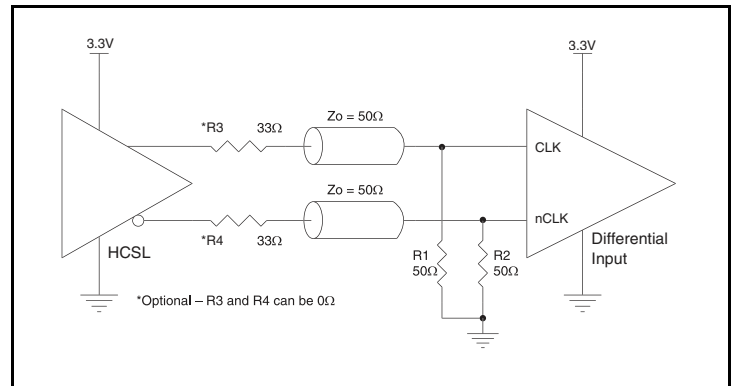 3.3V
3.3V
*R3 33Ω
Zo = 50Ω
CLK
Zo = 50Ω
nCLK
*R4 33Ω
HCSL
R1
50Ω
R2
50Ω
Differential
Input
*Optional – R3 and R4 can be 0Ω